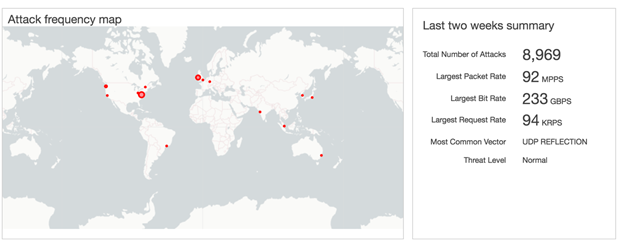 Attack frequency map
Last two weeks summary
Total Number of Attacks 8,969
Largest Packet Rate 92 MPPS
Largest Bit Rate 233 GBPS
Largest Request Rate 94 KRPS
Most Common Vector UDP REFLECTION
Threat Level Normal